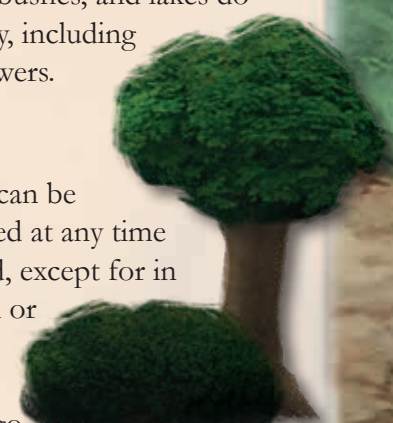 bushes, and lakes do
y, including
wers.
can be
ed at any time
d, except for in
or